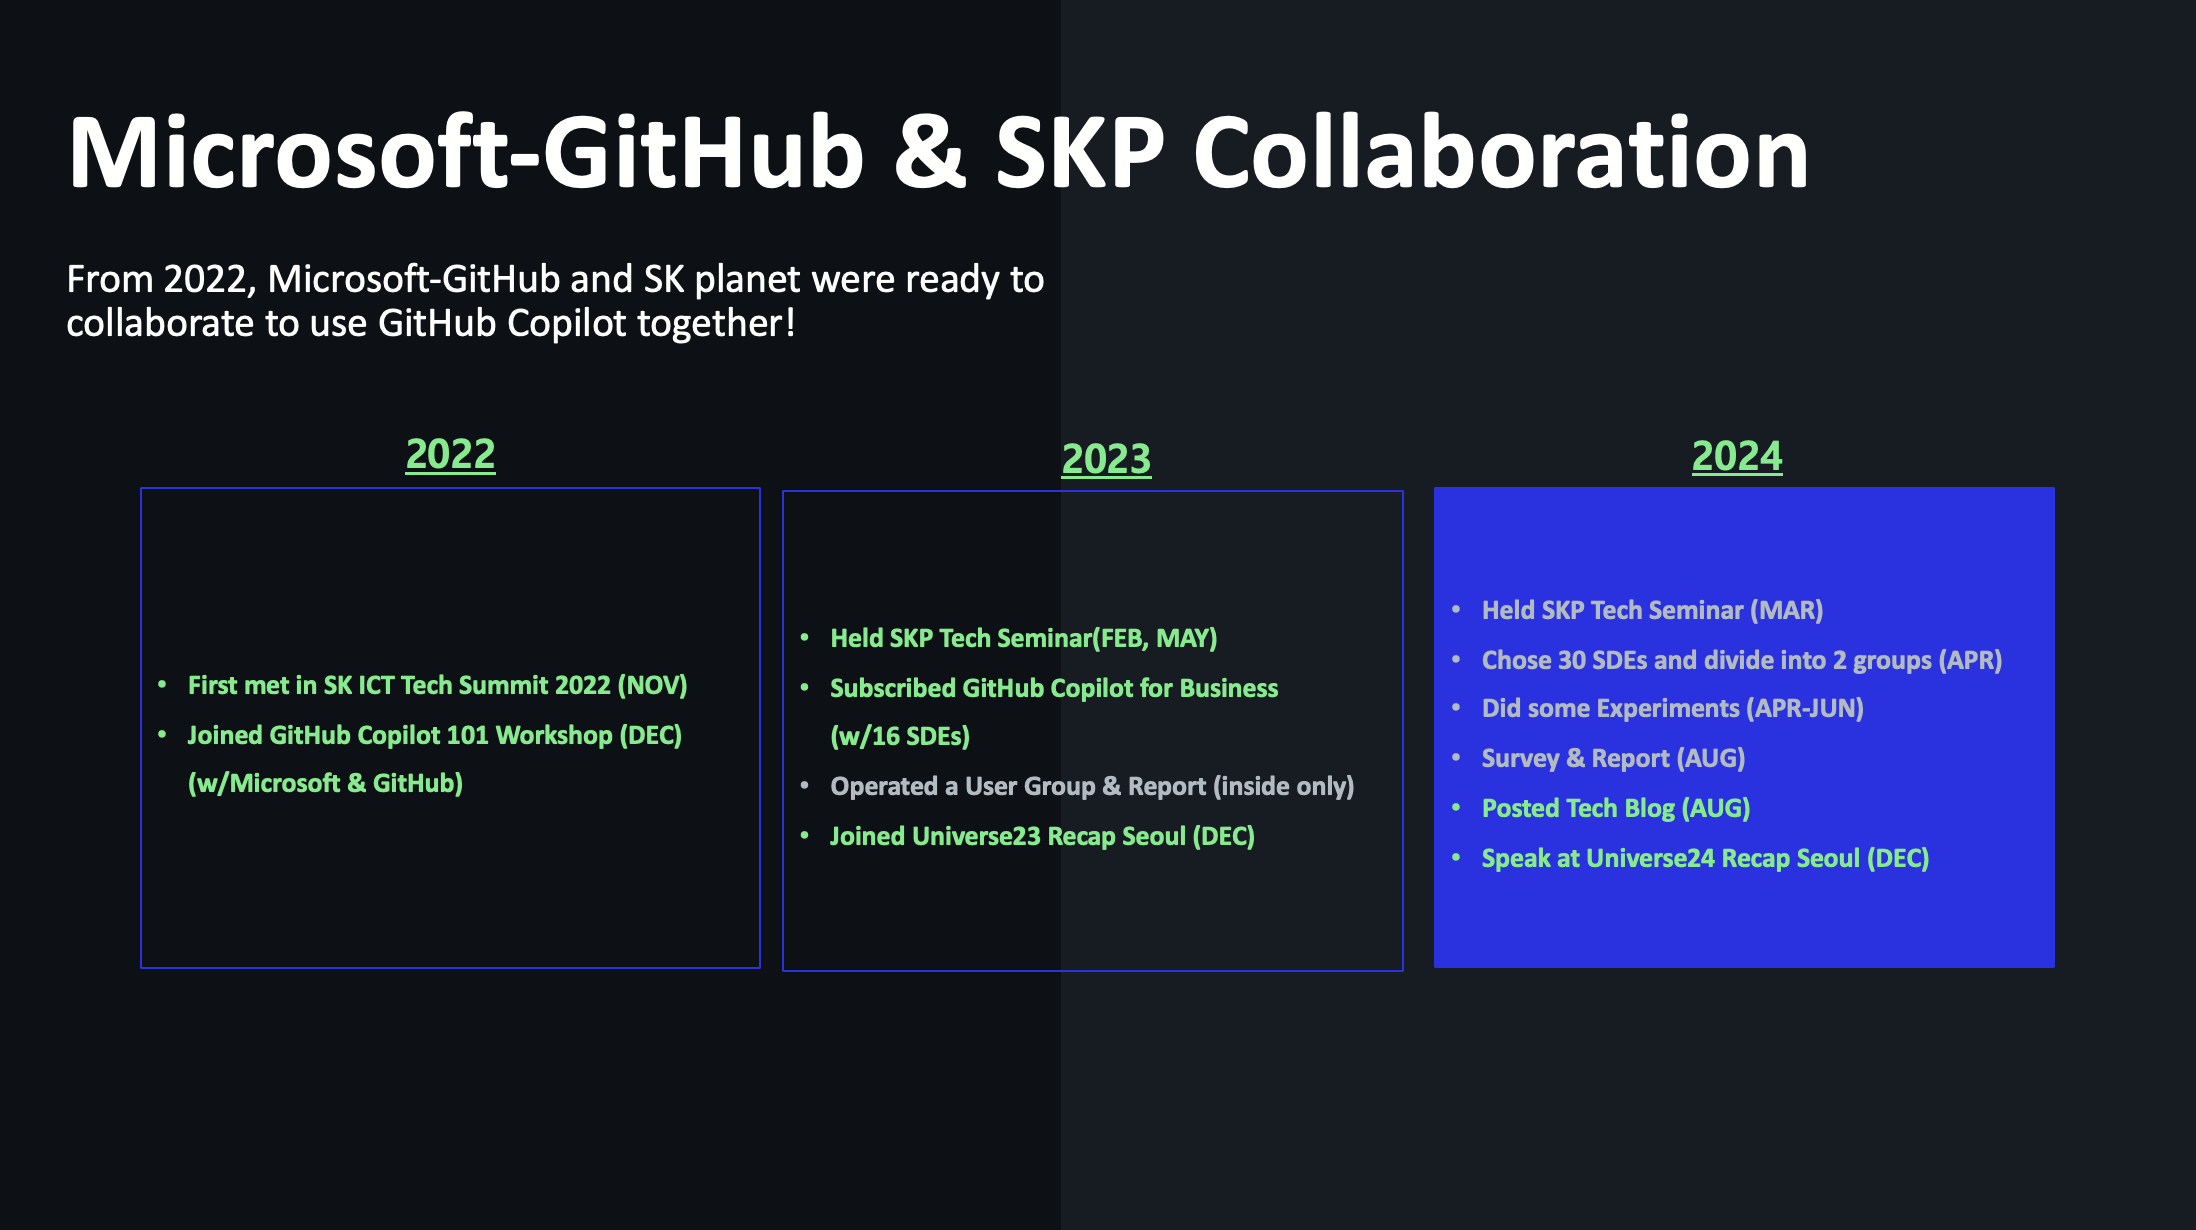 Microsoft-GitHub & SKP Collaboration
From 2022, Microsoft-GitHub and SK planet were ready to
collaborate to use GitHub Copilot together!
2022
• First met in SK ICT Tech Summit 2022 (NOV)
• Joined GitHub Copilot 101 Workshop (DEC)
(w/Microsoft & GitHub)
2023
• Held SKP Tech Seminar(FEB, MAY)
• Subscribed GitHub Copilot for Business
(w/16 SDEs)
• Operated a User Group & Report (inside only)
• Joined Universe23 Recap Seoul (DEC)
2024
• Held SKP Tech Seminar (MAR)
• Chose 30 SDEs and divide into 2 groups (APR)
• Did some Experiments (APR-JUN)
• Survey & Report (AUG)
• Posted Tech Blog (AUG)
• Speak at Universe24 Recap Seoul (DEC)